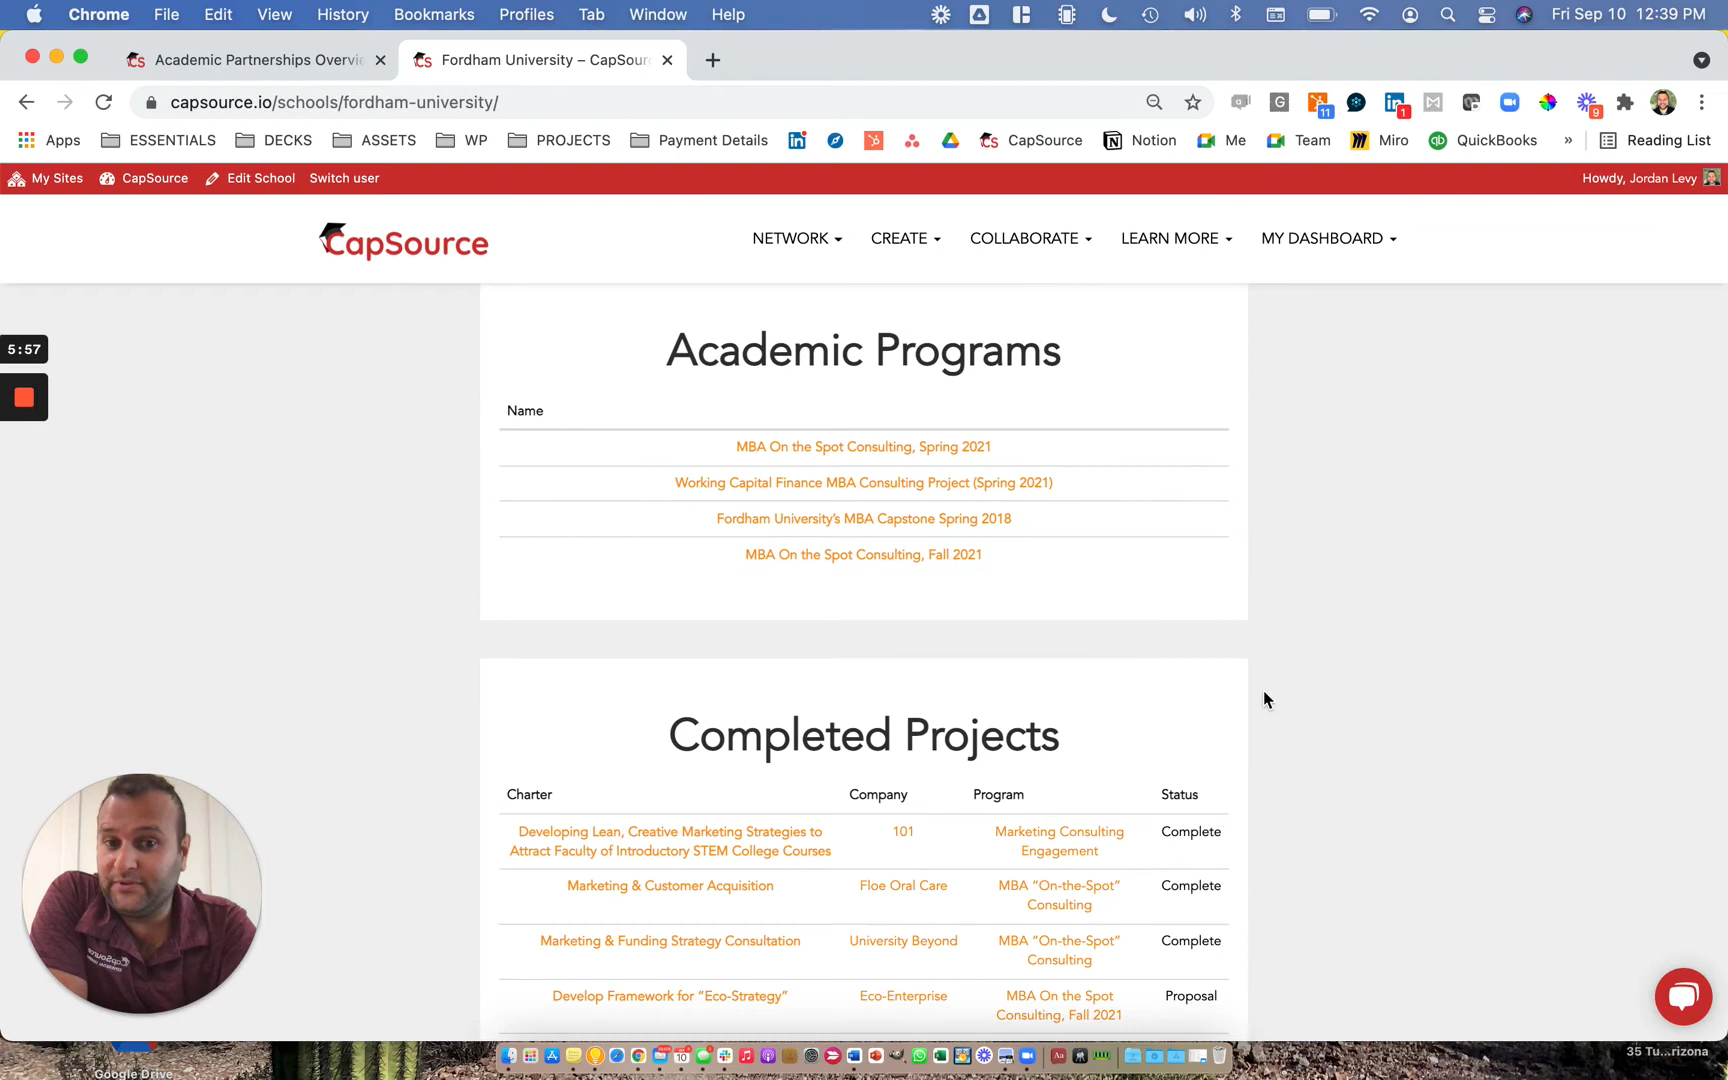 Chrome File Edit View History Bookmarks Profiles Tab Window Help Fri Sep 10 12:39 PM
Academic Partnerships Overvie Fordham University – CapSour
capsource.io/schools/fordham-university/ 11 1 9
Apps ESSENTIALS DECKS ASSETS WP PROJECTS Payment Details CapSource Notion Me Team Miro QuickBooks » Reading List
My Sites CapSource Edit School Switch user Howdy, Jordan Levy
CapSource NETWORK CREATE COLLABORATE LEARN MORE MY DASHBOARD
5:57
Academic Programs
Name
MBA On the Spot Consulting, Spring 2021
Working Capital Finance MBA Consulting Project (Spring 2021)
Fordham University's MBA Capstone Spring 2018
MBA On the Spot Consulting, Fall 2021
Completed Projects
Charter Company Program Status
Developing Lean, Creative Marketing Strategies to
Attract Faculty of Introductory STEM College Courses
101
Marketing Consulting
Engagement
Complete
Marketing & Customer Acquisition
Floe Oral Care
MBA "On-the-Spot"
Consulting
Complete
Marketing & Funding Strategy Consultation
University Beyond
MBA "On-the-Spot"
Consulting
Complete
Develop Framework for "Eco-Strategy"
Eco-Enterprise
MBA On the Spot
Consulting, Fall 2021
Proposal
CapSource
Google Drive
35 Tu...rizona